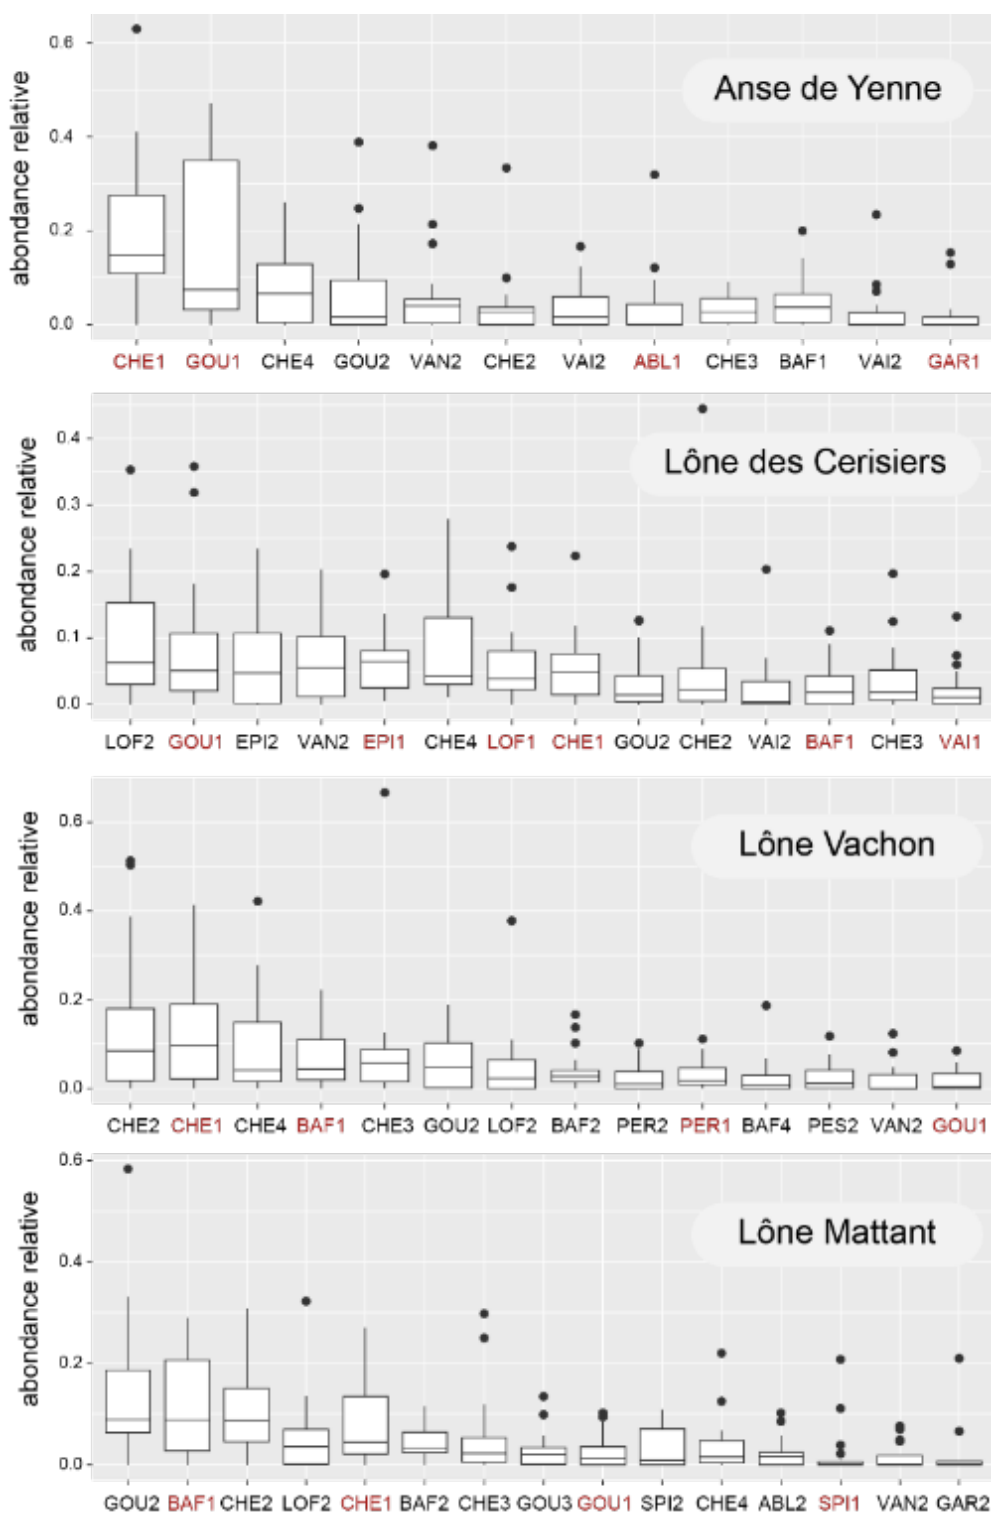 abondance relative
0.6
0.4
0.2
0.0
Anse de Yenne
CHE1 GOU1 CHE4 GOU2 VAN2 CHE2 VAI2 ABL1 CHE3 BAF1 VAI2 GAR1
abondance relative
0.4
0.3
0.2
0.1
0.0
Lône des Cerisiers
LOF2 GOU1 EPI2 VAN2 EPI1 CHE4 LOF1 CHE1 GOU2 CHE2 VAI2 BAF1 CHE3 VAI1
abondance relative
0.6
0.4
0.2
0.0
Lône Vachon
CHE2 CHE1 CHE4 BAF1 CHE3 GOU2 LOF2 BAF2 PER2 PER1 BAF4 PES2 VAN2 GOU1
abondance relative
0.6
0.4
0.2
0.0
Lône Mattant
GOU2 BAF1 CHE2 LOF2 CHE1 BAF2 CHE3 GOU3 GOU1 SPI2 CHE4 ABL2 SPI1 VAN2 GAR2